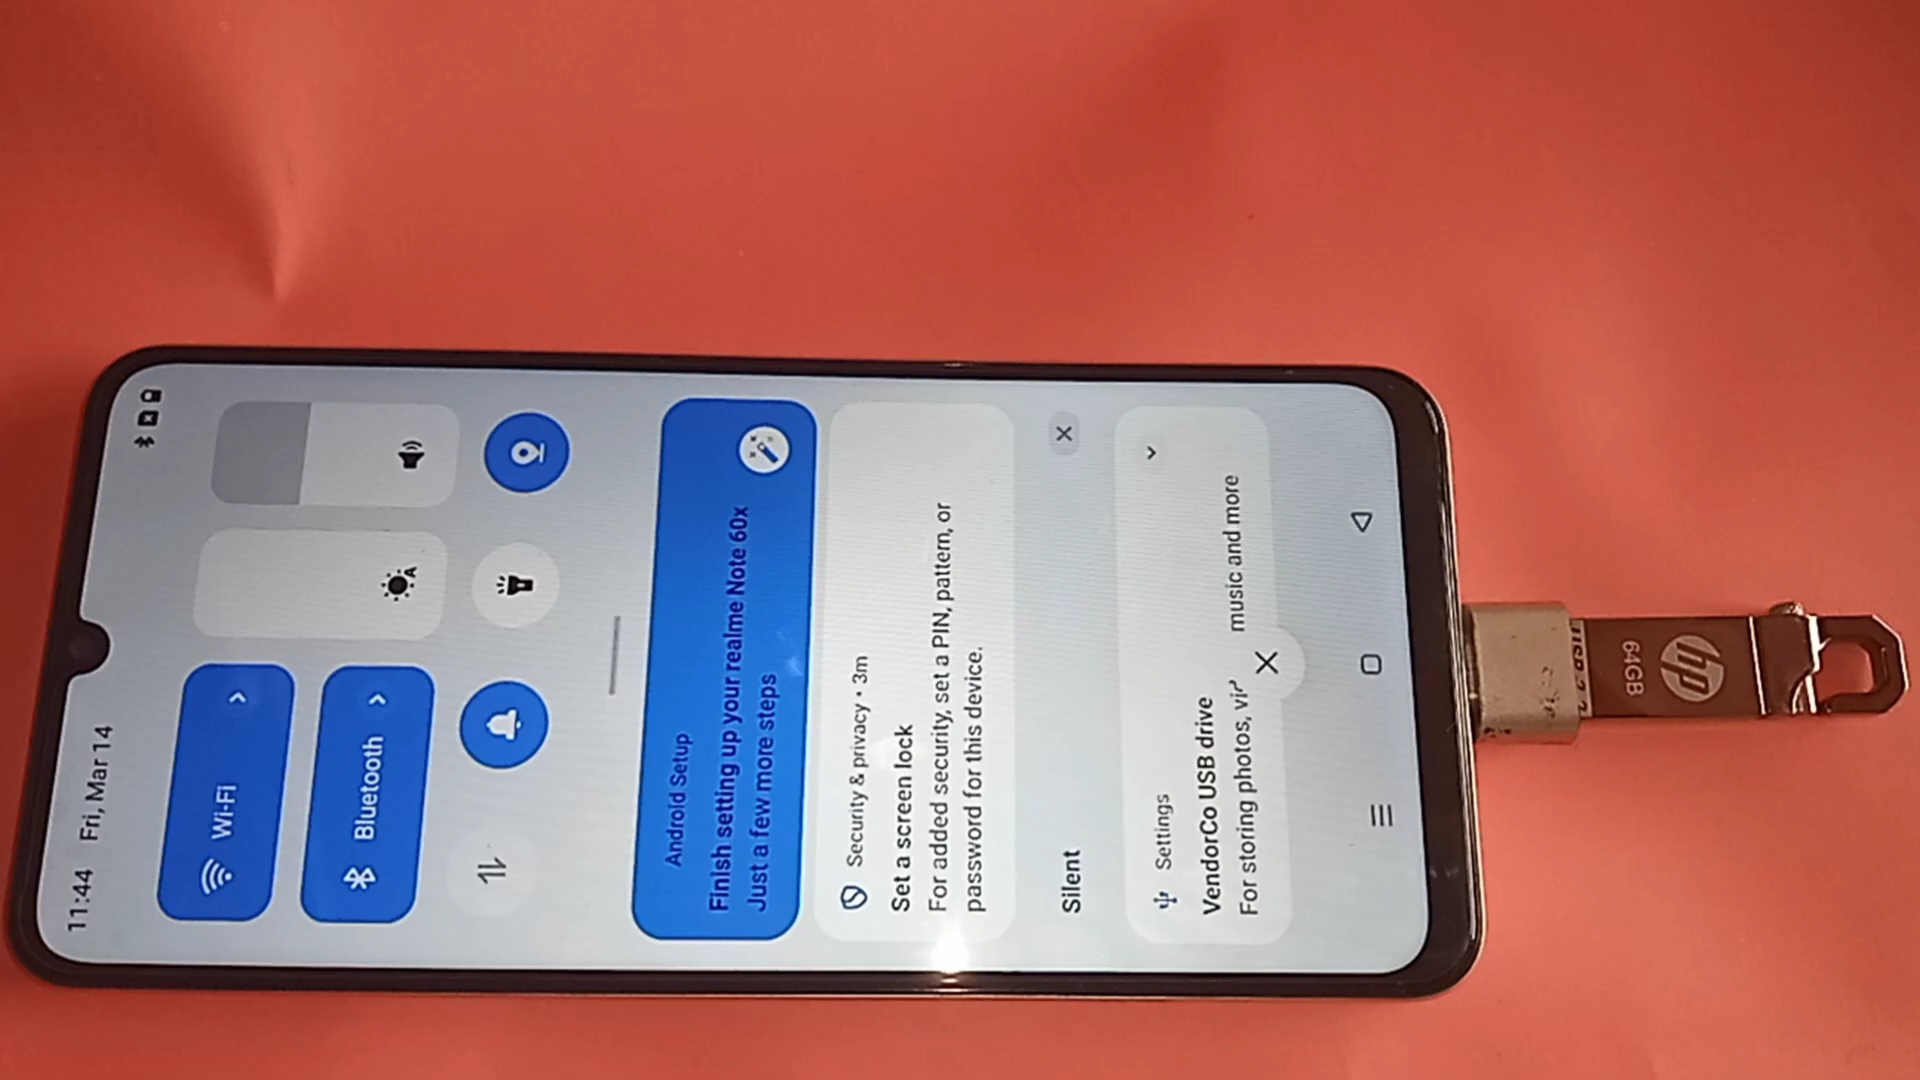 11:44 Fri, Mar 14
Wi-Fi
Bluetooth
A
Android Setup
Finish setting up your realme Note 60x
Just a few more steps
Security & privacy • 3m
Set a screen lock
For added security, set a PIN, pattern, or
password for this device.
Silent
Settings
VendorCo USB drive
For storing photos, music and more
64GB
hp